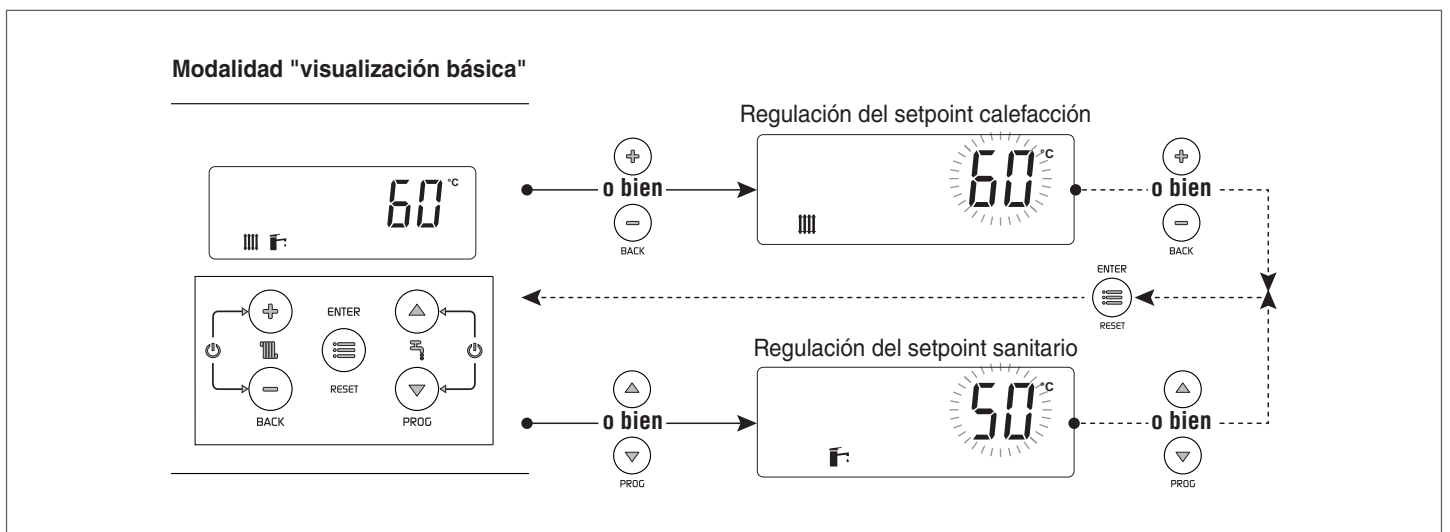 Modalidad "visualización básica"
60 °C
ENTER
RESET
BACK
PROG
Regulación del setpoint calefacción
o bien
BACK
60 °C
o bien
BACK
ENTER
RESET
Regulación del setpoint sanitario
o bien
PROG
50 °C
o bien
PROG